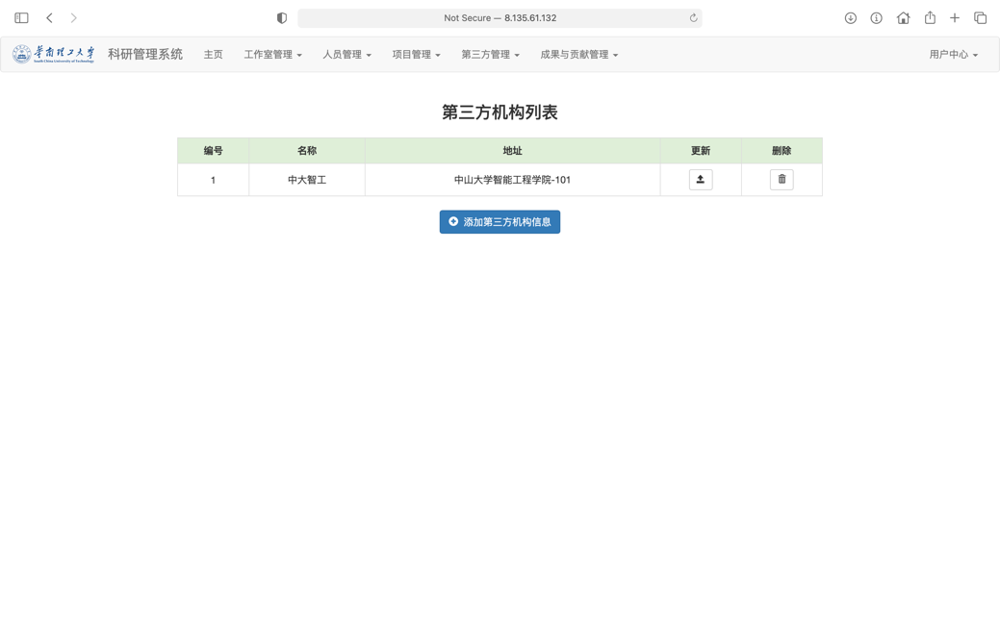 Not Secure — 8.135.61.132
华南理工大学 科研管理系统 主页 工作室管理 人员管理 项目管理 第三方管理 成果与贡献管理 用户中心
South China University of Technology
第三方机构列表
编号 名称 地址 更新 删除
1 中大智工 中山大学智能工程学院-101
添加第三方机构信息